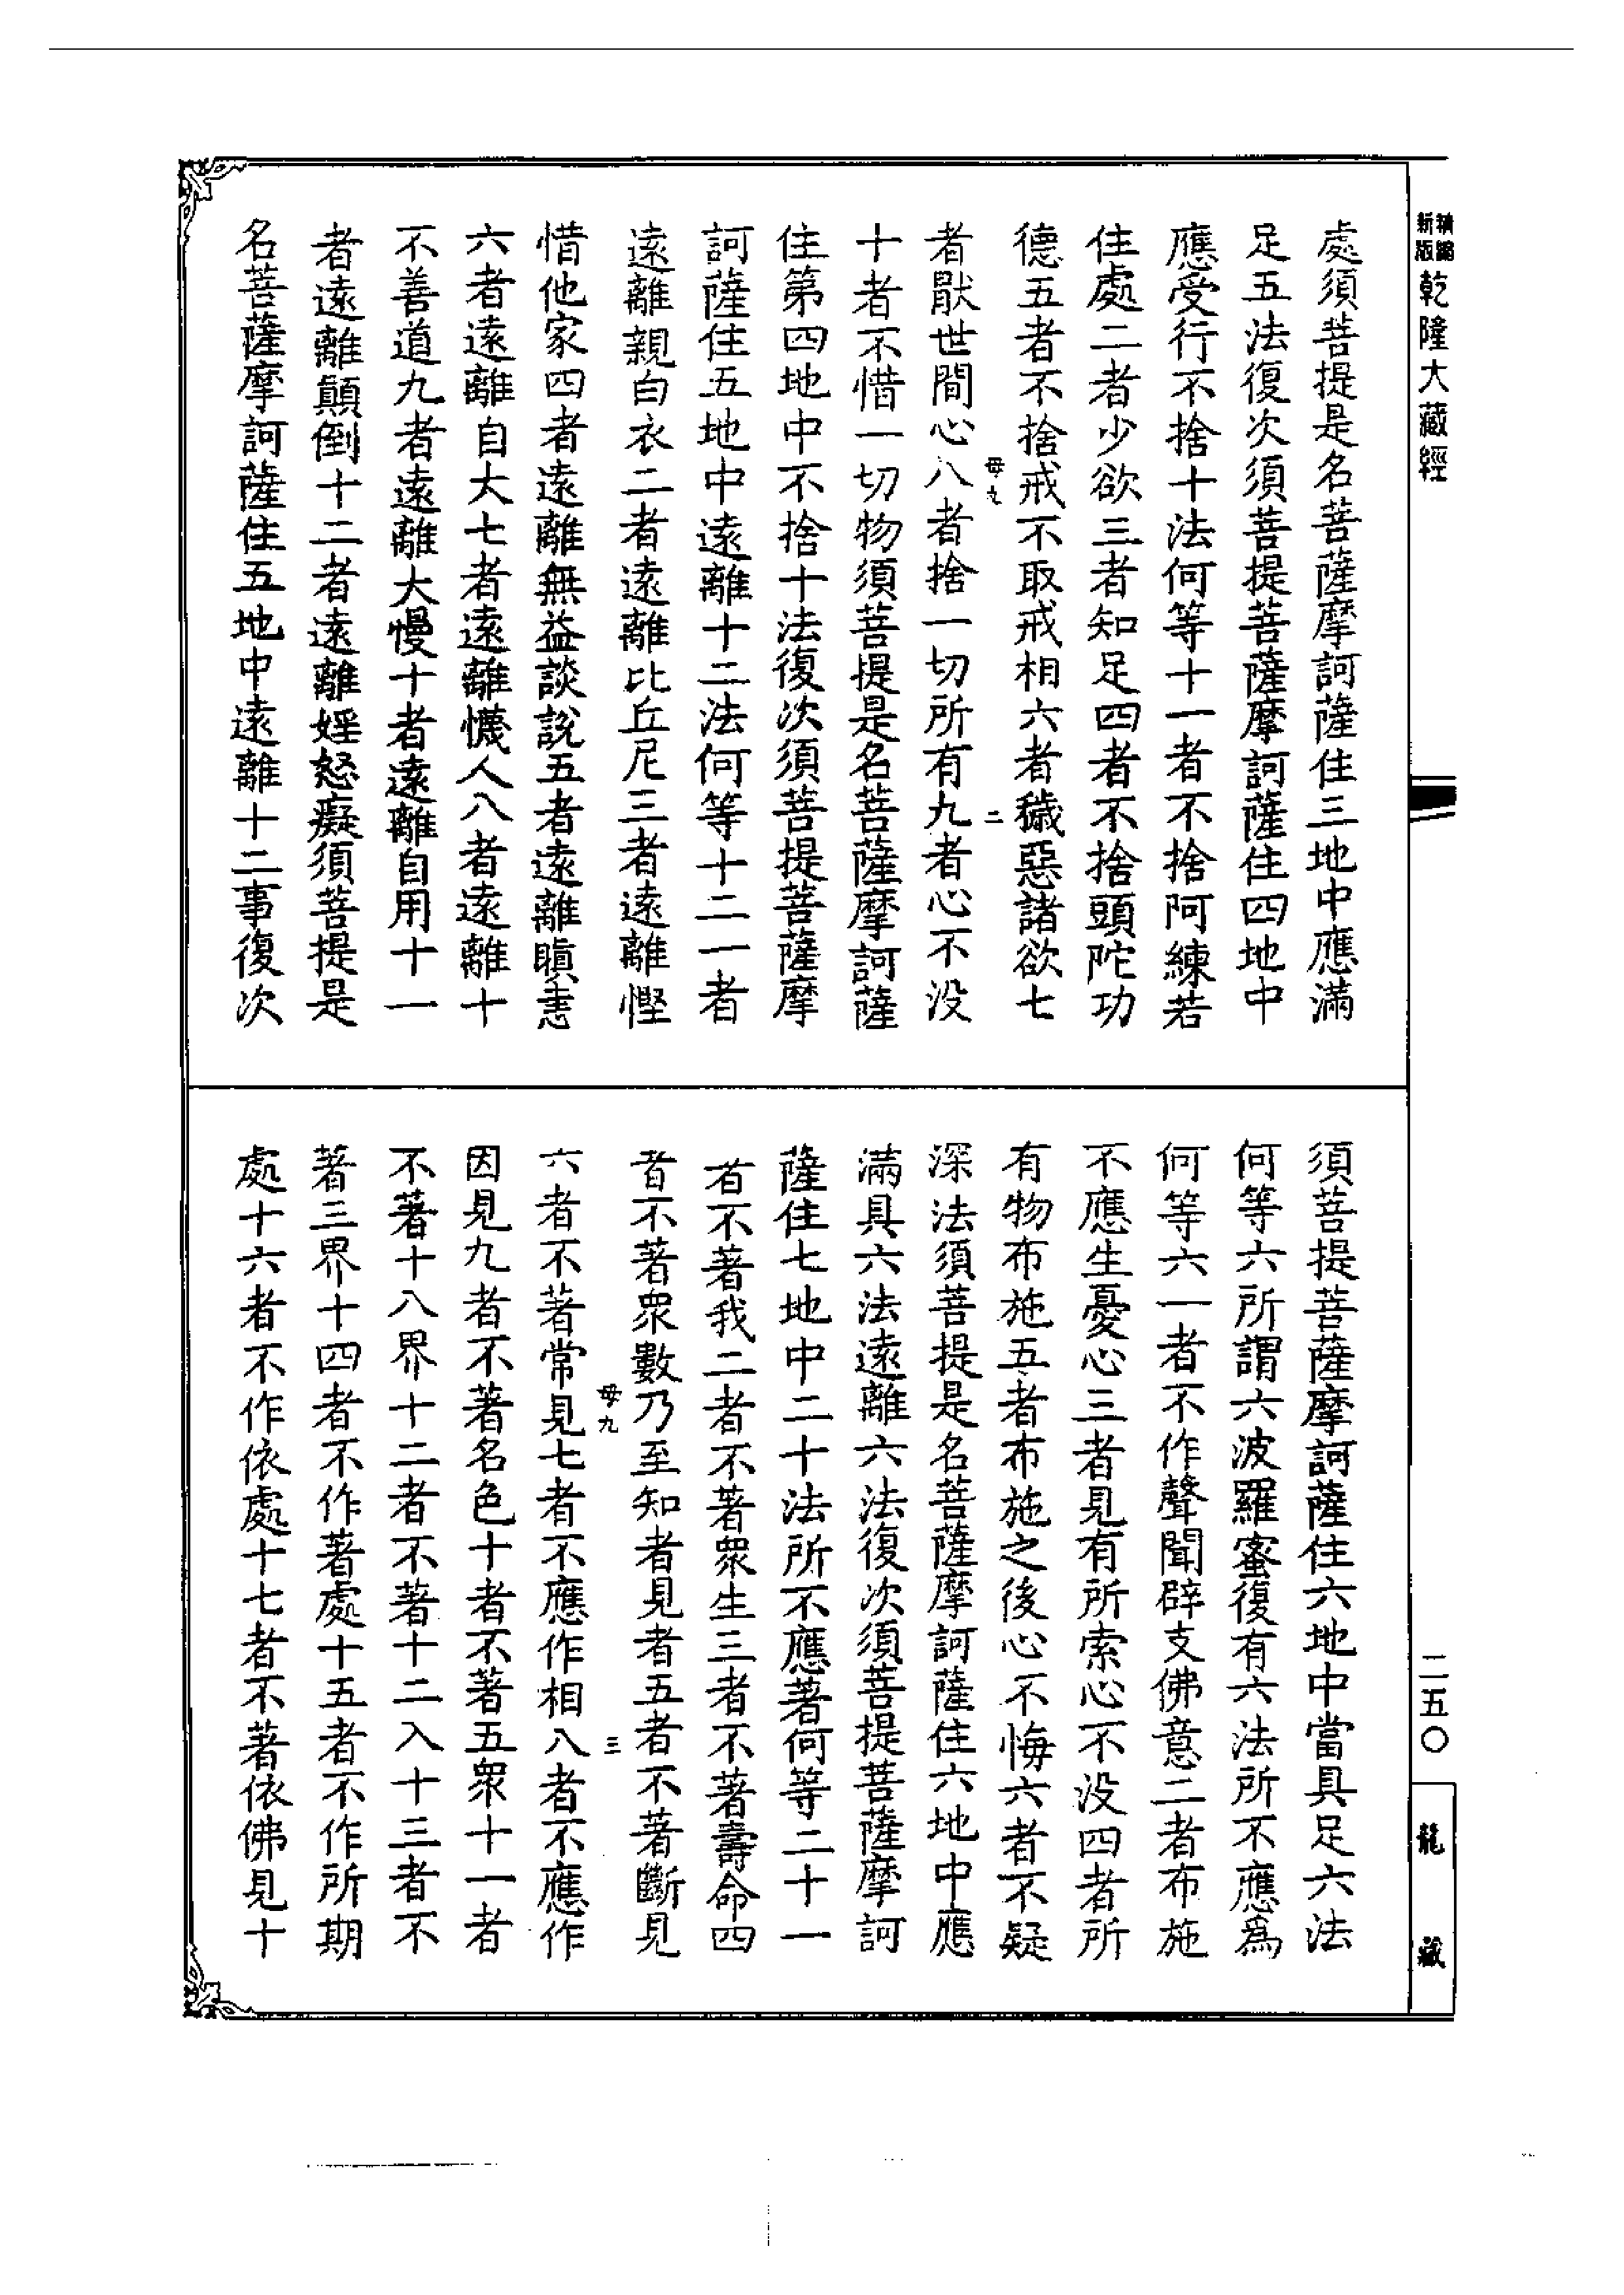 新版
精縮
乾隆大藏經
處須菩提是名菩薩摩訶薩住三地中應滿
足五法復次須菩提菩薩摩訶薩住四地中
應受行不捨十法何等十一者不捨阿練若
住處二者少欲三者知足四者不捨頭陀功
德五者不捨戒不取戒相六者穢惡諸欲七
母九
二
者猒世間心八者捨一切所有九者心不没
十者不惜一切物須菩提是名菩薩摩訶薩
住第四地中不捨十法復次須菩提菩薩摩
訶薩住五地中遠離十二法何等十二一者
遠離親白衣二者遠離比丘尼三者遠離慳
惜他家四者遠離無益談說五者遠離瞋恚
六者遠離自大七者遠離懱人八者遠離十
不善道九者遠離大慢十者遠離自用十一
者遠離顛倒十二者遠離婬怒癡須菩提是
名菩薩摩訶薩住五地中遠離十二事復次
須菩提菩薩摩訶薩住六地中當具足六法
何等六所謂六波羅蜜復有六法所不應為
何等六一者不作聲聞辟支佛意二者布施
不應生憂心三者見有所索心不没四者所
有物布施五者布施之後心不悔六者不疑
深法須菩提是名菩薩摩訶薩住六地中應
滿具六法遠離六法復次須菩提菩薩摩訶
薩住七地中二十法所不應著何等二十一
者不著我二者不著衆生三者不著壽命四
者不著衆數乃至知者見者五者不著斷見
母九
三
六者不著常見七者不應作相八者不應作
因見九者不著名色十者不著五衆十一者
不著十八界十二者不著十二入十三者不
著三界十四者不作著處十五者不作所期
處十六者不作依處十七者不著依佛見十
二五〇
龍藏